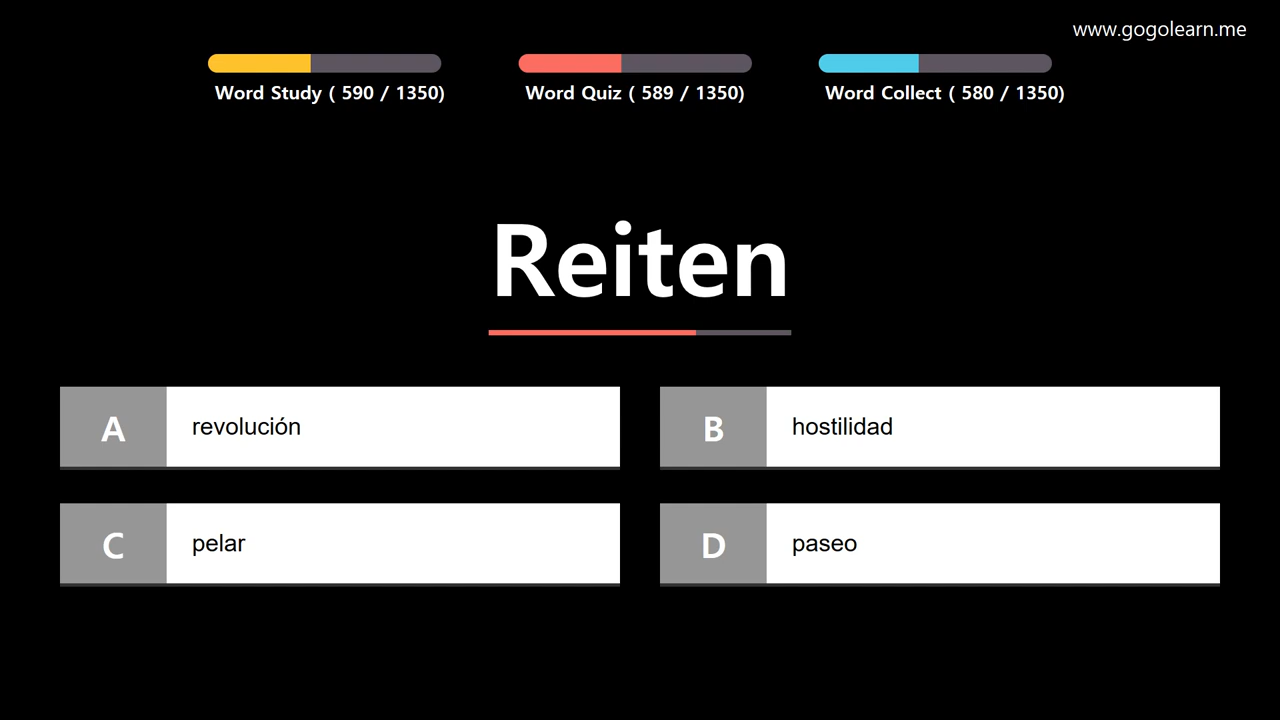 www.gogolearn.me
Word Study ( 590 / 1350)
Word Quiz ( 589 / 1350)
Word Collect ( 580 / 1350)
Reiten
A revolución
B hostilidad
C pelar
D paseo